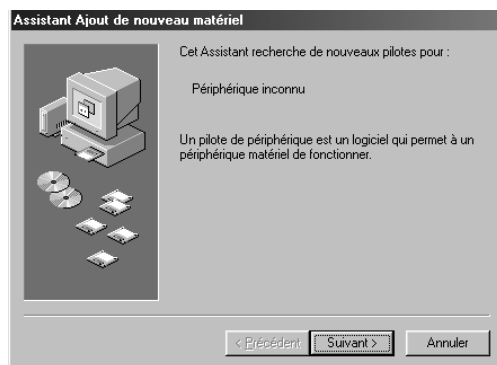 Assistant Ajout de nouveau matériel
Cet Assistant recherche de nouveaux pilotes pour :
Périphérique inconnu
Un pilote de périphérique est un logiciel qui permet à un
périphérique matériel de fonctionner.
< Précédent
Suivant >
Annuler